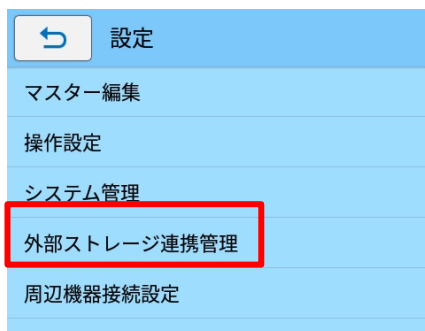 設定
マスター編集
操作設定
システム管理
外部ストレージ連携管理
周辺機器接続設定